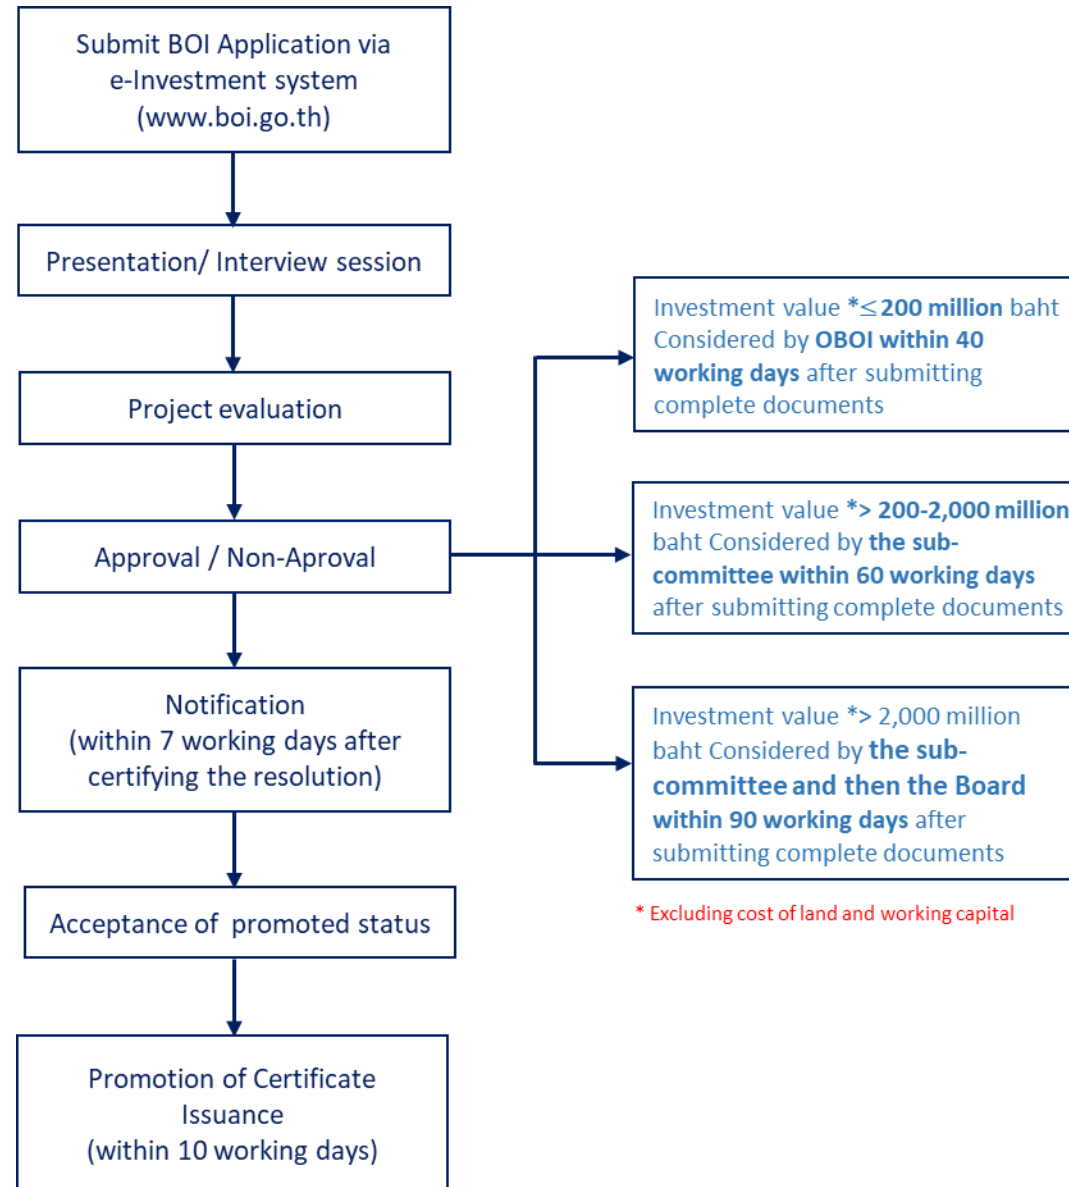 Submit BOI Application via
e-Investment system
(www.boi.go.th)
Presentation/ Interview session
Project evaluation
Approval / Non-Aproval
Notification
(within 7 working days after
certifying the resolution)
Acceptance of promoted status
Promotion of Certificate
Issuance
(within 10 working days)
Investment value *≤ 200 million baht
Considered by OBOI within 40
working days after submitting
complete documents
Investment value *> 200-2,000 million
baht Considered by the sub-
committee within 60 working days
after submitting complete documents
Investment value *> 2,000 million
baht Considered by the sub-
committee and then the Board
within 90 working days after
submitting complete documents
* Excluding cost of land and working capital